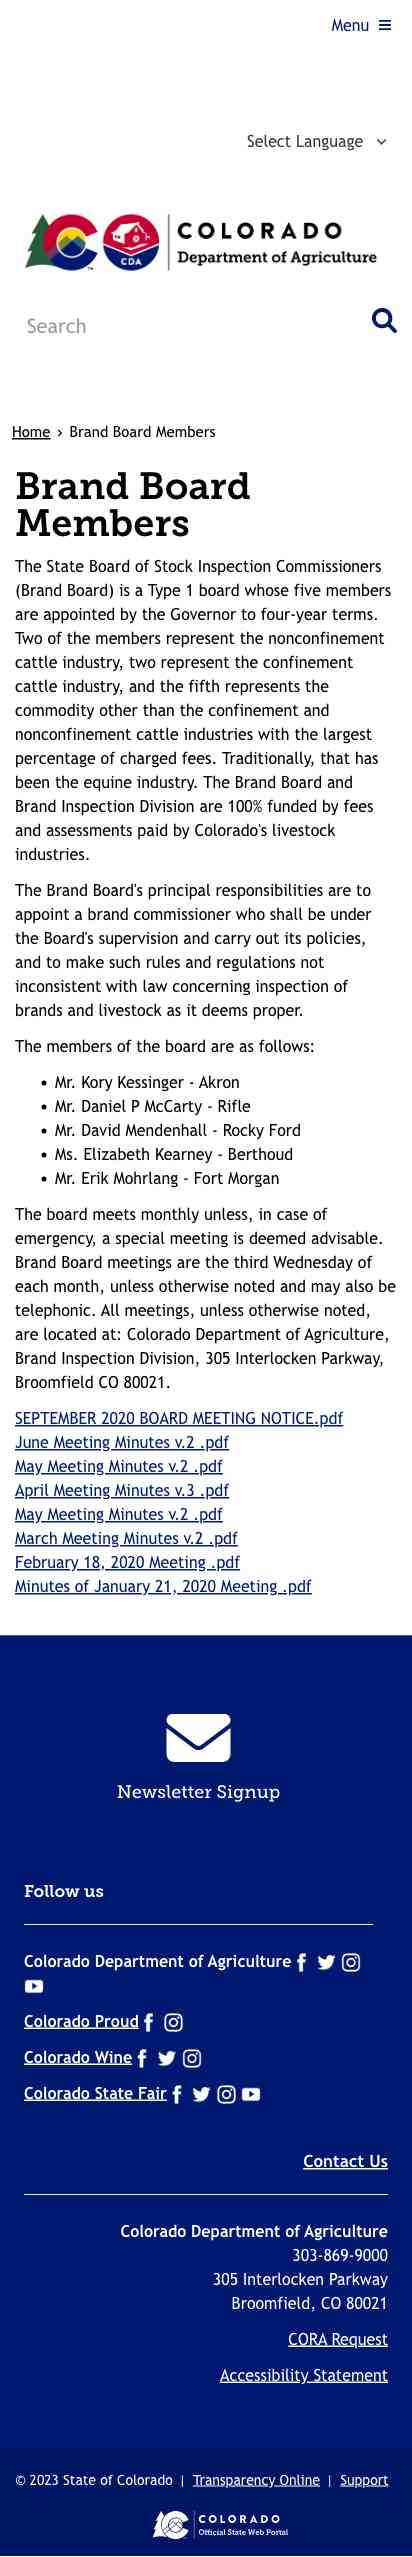 Menu
Select Language
CDA
COLORADO
Department of Agriculture
TM
Search
Home › Brand Board Members
Brand Board
Members
The State Board of Stock Inspection Commissioners
(Brand Board) is a Type 1 board whose five members
are appointed by the Governor to four-year terms.
Two of the members represent the nonconfinement
cattle industry, two represent the confinement
cattle industry, and the fifth represents the
commodity other than the confinement and
nonconfinement cattle industries with the largest
percentage of charged fees. Traditionally, that has
been the equine industry. The Brand Board and
Brand Inspection Division are 100% funded by fees
and assessments paid by Colorado's livestock
industries.
The Brand Board's principal responsibilities are to
appoint a brand commissioner who shall be under
the Board's supervision and carry out its policies,
and to make such rules and regulations not
inconsistent with law concerning inspection of
brands and livestock as it deems proper.
The members of the board are as follows:
• Mr. Kory Kessinger - Akron
• Mr. Daniel P McCarty - Rifle
• Mr. David Mendenhall - Rocky Ford
• Ms. Elizabeth Kearney - Berthoud
• Mr. Erik Mohrlang - Fort Morgan
The board meets monthly unless, in case of
emergency, a special meeting is deemed advisable.
Brand Board meetings are the third Wednesday of
each month, unless otherwise noted and may also be
telephonic. All meetings, unless otherwise noted,
are located at: Colorado Department of Agriculture,
Brand Inspection Division, 305 Interlocken Parkway,
Broomfield CO 80021.
SEPTEMBER 2020 BOARD MEETING NOTICE.pdf
June Meeting Minutes v.2 .pdf
May Meeting Minutes v.2 .pdf
April Meeting Minutes v.3 .pdf
May Meeting Minutes v.2 .pdf
March Meeting Minutes v.2 .pdf
February 18, 2020 Meeting .pdf
Minutes of January 21, 2020 Meeting .pdf
Newsletter Signup
Follow us
Colorado Department of Agriculture
Colorado Proud
Colorado Wine
Colorado State Fair
Contact Us
Colorado Department of Agriculture
303-869-9000
305 Interlocken Parkway
Broomfield, CO 80021
CORA Request
Accessibility Statement
© 2023 State of Colorado | Transparency Online | Support
COLORADO
Official State Web Portal